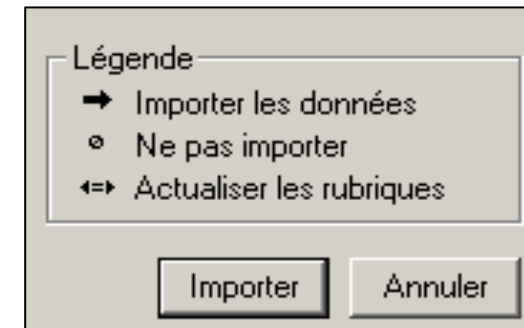 Légende
Importer les données
Ne pas importer
Actualiser les rubriques
Importer Annuler